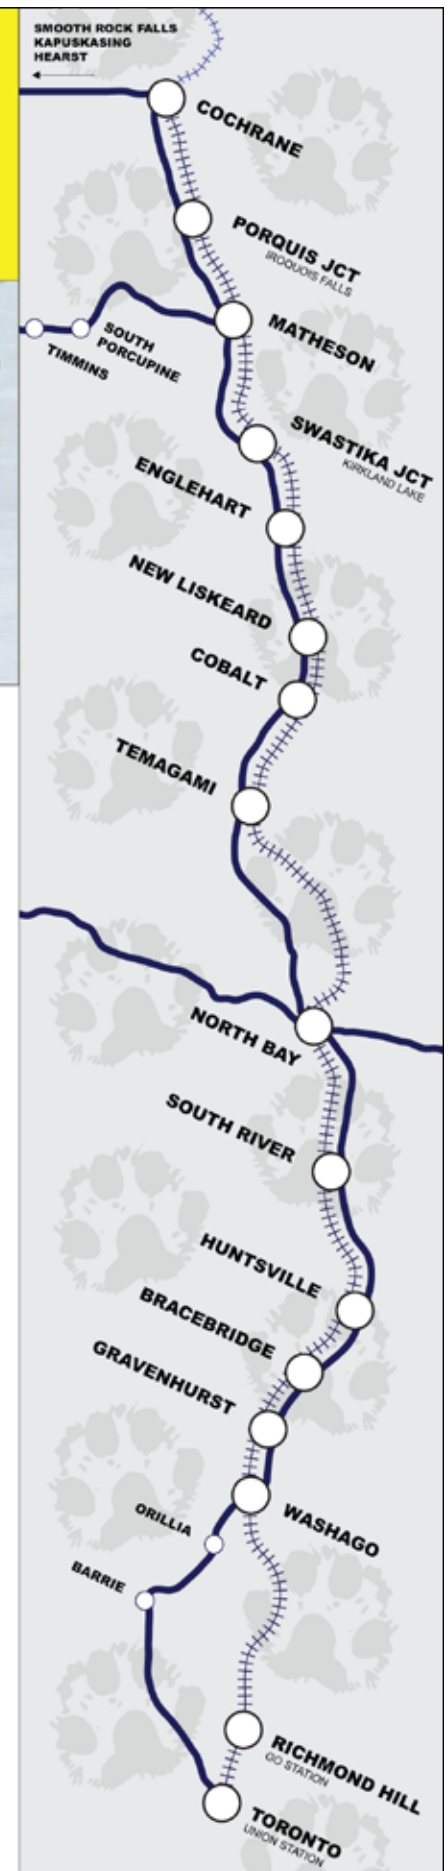 SMOOTH ROCK FALLS
KAPUSKASING
HEARST
COCHRANE
PORQUIS JCT
IROQUOIS FALLS
MATHESON
SOUTH
PORCUPINE
TIMMINS
SWASTIKA JCT
KIRKLAND LAKE
ENGLEHART
NEW LISKEARD
COBALT
TEMAGAMI
NORTH BAY
SOUTH RIVER
HUNTSVILLE
BRACEBRIDGE
GRAVENHURST
WASHAGO
ORILLIA
BARRIE
RICHMOND HILL
GO STATION
TORONTO
UNION STATION